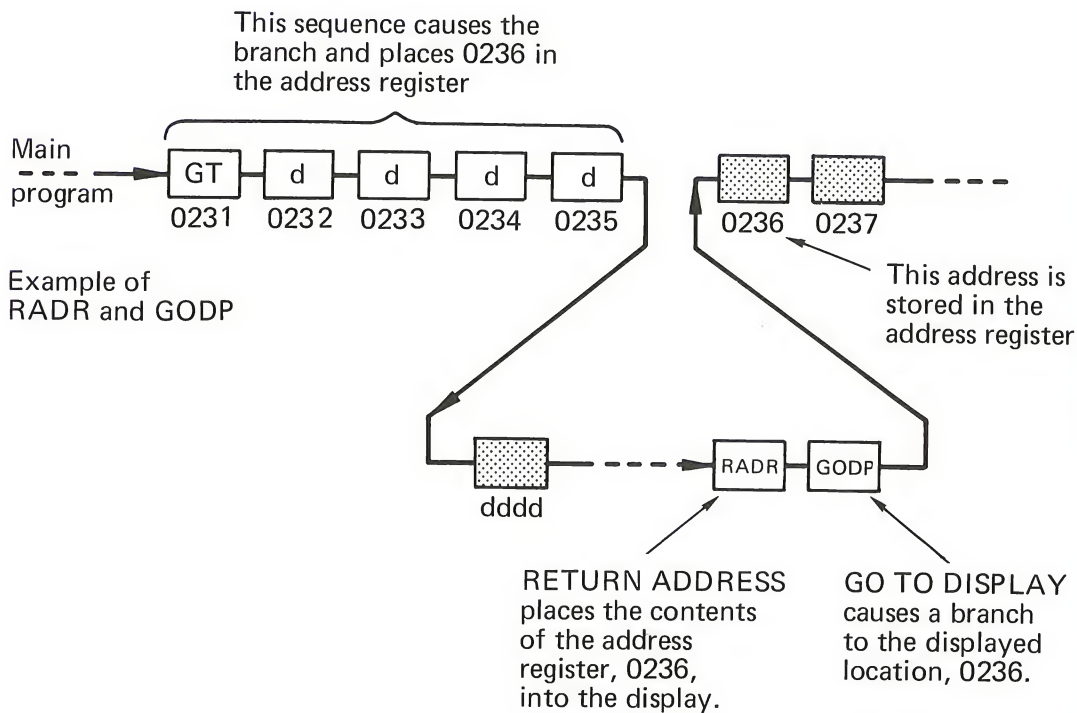 This sequence causes the
branch and places 0236 in
the address register
Main
program
GT d d d d
0231 0232 0233 0234 0235
0236 0237
Example of
RADR and GODP
This address is
stored in the
address register
RADR GODP
dddd
RETURN ADDRESS
places the contents
of the address
register, 0236,
into the display.
GO TO DISPLAY
causes a branch
to the displayed
location, 0236.